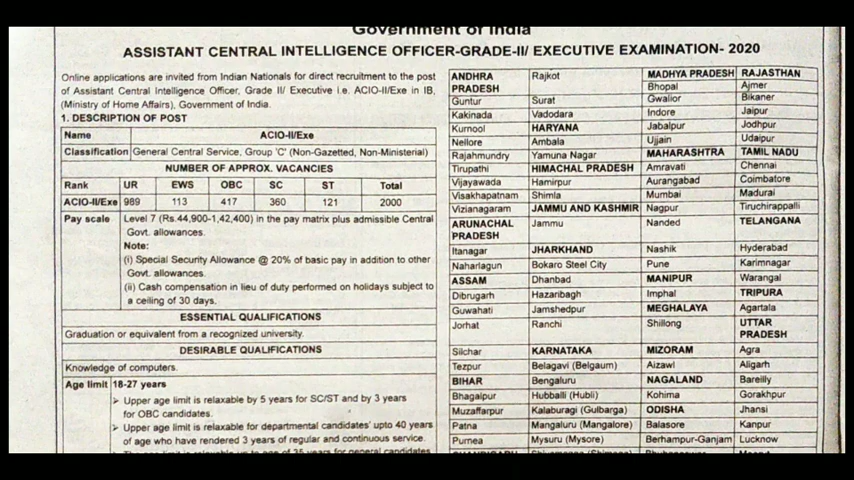 Government of India
ASSISTANT CENTRAL INTELLIGENCE OFFICER-GRADE-II/ EXECUTIVE EXAMINATION- 2020
Online applications are invited from Indian Nationals for direct recruitment to the post
of Assistant Central Intelligence Officer, Grade II/ Executive i.e. ACIO-II/Exe in IB,
(Ministry of Home Affairs), Government of India.
1. DESCRIPTION OF POST
Name ACIO-II/Exe
Classification General Central Service, Group 'C' (Non-Gazetted, Non-Ministerial)
NUMBER OF APPROX. VACANCIES
Rank UR EWS OBC SC ST Total
ACIO-II/Exe 989 113 417 360 121 2000
Pay scale Level 7 (Rs.44,900-1,42,400) in the pay matrix plus admissible Central
Govt. allowances.
Note:
(i) Special Security Allowance @ 20% of basic pay in addition to other
Govt. allowances.
(ii) Cash compensation in lieu of duty performed on holidays subject to
a ceiling of 30 days.
ESSENTIAL QUALIFICATIONS
Graduation or equivalent from a recognized university.
DESIRABLE QUALIFICATIONS
Knowledge of computers.
Age limit 18-27 years
➢ Upper age limit is relaxable by 5 years for SC/ST and by 3 years
for OBC candidates.
➢ Upper age limit is relaxable for departmental candidates' upto 40 years
of age who have rendered 3 years of regular and continuous service.
ANDHRA
PRADESH
Guntur
Kakinada
Kurnool
Nellore
Rajahmundry
Tirupathi
Vijayawada
Visakhapatnam
Vizianagaram
ARUNACHAL
PRADESH
Itanagar
Naharlagun
ASSAM
Dibrugarh
Guwahati
Jorhat
Silchar
Tezpur
BIHAR
Bhagalpur
Muzaffarpur
Patna
Purnea
Rajkot
Surat
Vadodara
HARYANA
Ambala
Yamuna Nagar
HIMACHAL PRADESH
Hamirpur
Shimla
JAMMU AND KASHMIR
Jammu
JHARKHAND
Bokaro Steel City
Dhanbad
Hazaribagh
Jamshedpur
Ranchi
KARNATAKA
Belagavi (Belgaum)
Bengaluru
Hubballi (Hubli)
Kalaburagi (Gulbarga)
Mangaluru (Mangalore)
Mysuru (Mysore)
MADHYA PRADESH
Bhopal
Gwalior
Indore
Jabalpur
Ujjain
MAHARASHTRA
Amravati
Aurangabad
Mumbai
Nagpur
Nanded
Nashik
Pune
MANIPUR
Imphal
MEGHALAYA
Shillong
MIZORAM
Aizawl
NAGALAND
Kohima
ODISHA
Balasore
Berhampur-Ganjam
RAJASTHAN
Ajmer
Bikaner
Jaipur
Jodhpur
Udaipur
TAMIL NADU
Chennai
Coimbatore
Madurai
Tiruchirappalli
TELANGANA
Hyderabad
Karimnagar
Warangal
TRIPURA
Agartala
UTTAR
PRADESH
Agra
Aligarh
Bareilly
Gorakhpur
Jhansi
Kanpur
Lucknow